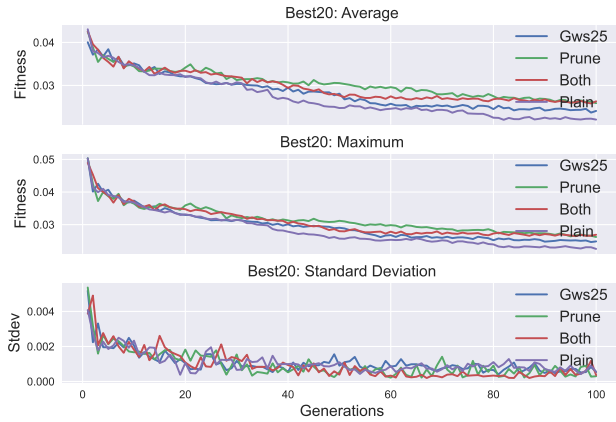 Best20: Average
Fitness
0.04
0.03
Gws25
Prune
Both
Plain
Best20: Maximum
Fitness
0.05
0.04
0.03
Gws25
Prune
Both
Plain
Best20: Standard Deviation
Stdev
0.004
0.002
0.000
Gws25
Prune
Both
Plain
0 20 40 60 80 100
Generations